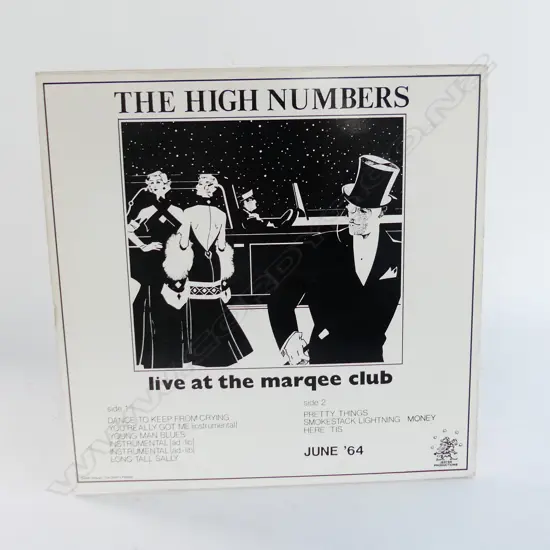 THE HIGH NUMBERS
live at the marqee club
side 1
DANCE TO KEEP FROM CRYING
YOU REALLY GOT ME [instrumental]
YOUNG MAN BLUES
INSTRUMENTAL [ad-lib]
INSTRUMENTAL [ad-lib]
LONG TALL SALLY
side 2
PRETTY THINGS
SMOKESTACK LIGHTNING MONEY
HERE 'TIS
JUNE '64
PRODUCTIONS